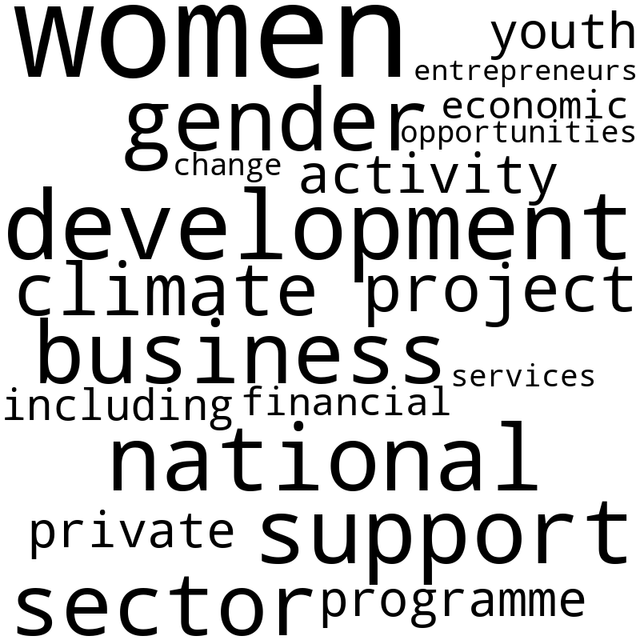 women
youth
entrepreneurs
gender
economic
opportunities
change
activity
development
climate project
business
services
including financial
national
private support
sector programme